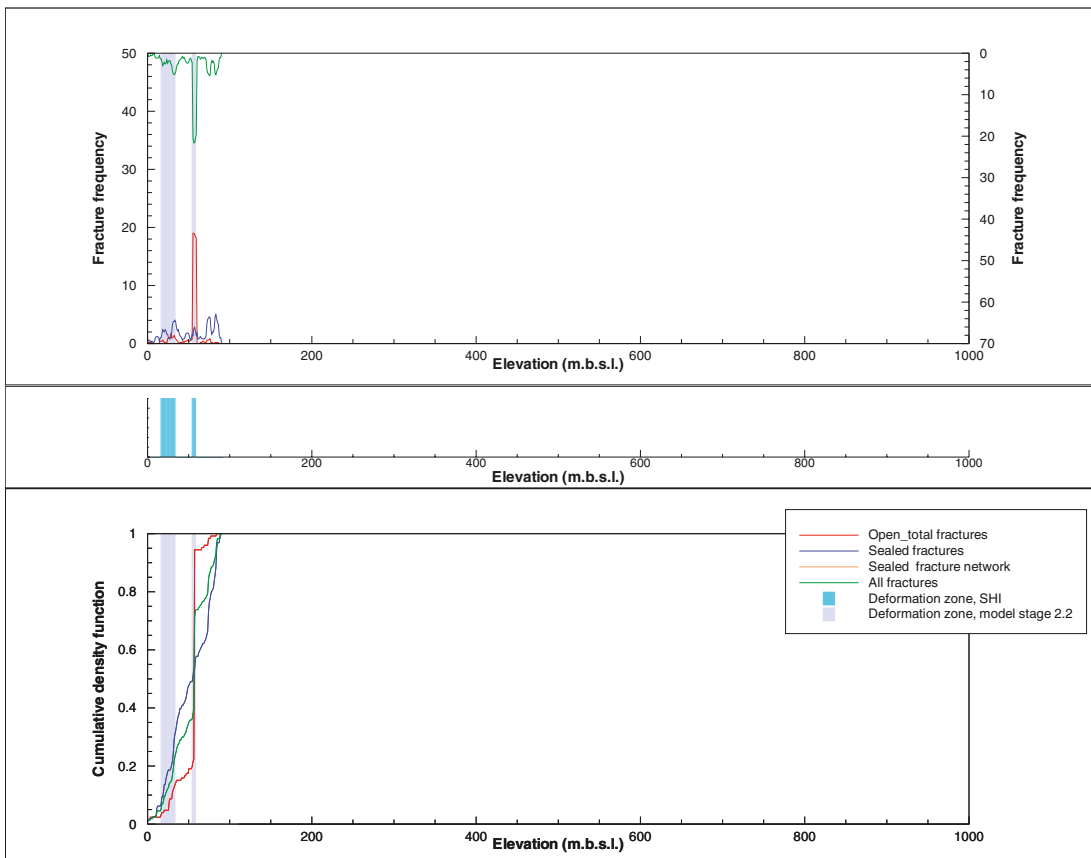 50
40
30
20
10
0
Fracture frequency
0
10
20
30
40
50
60
70
Fracture frequency
0 200 400 600 800 1000
Elevation (m.b.s.l.)
0 200 400 600 800 1000
Elevation (m.b.s.l.)
1
0.8
0.6
0.4
0.2
0
Cumulative density function
Open_total fractures
Sealed fractures
Sealed fracture network
All fractures
Deformation zone, SHI
Deformation zone, model stage 2.2
0 200 400 600 800 1000
Elevation (m.b.s.l.)